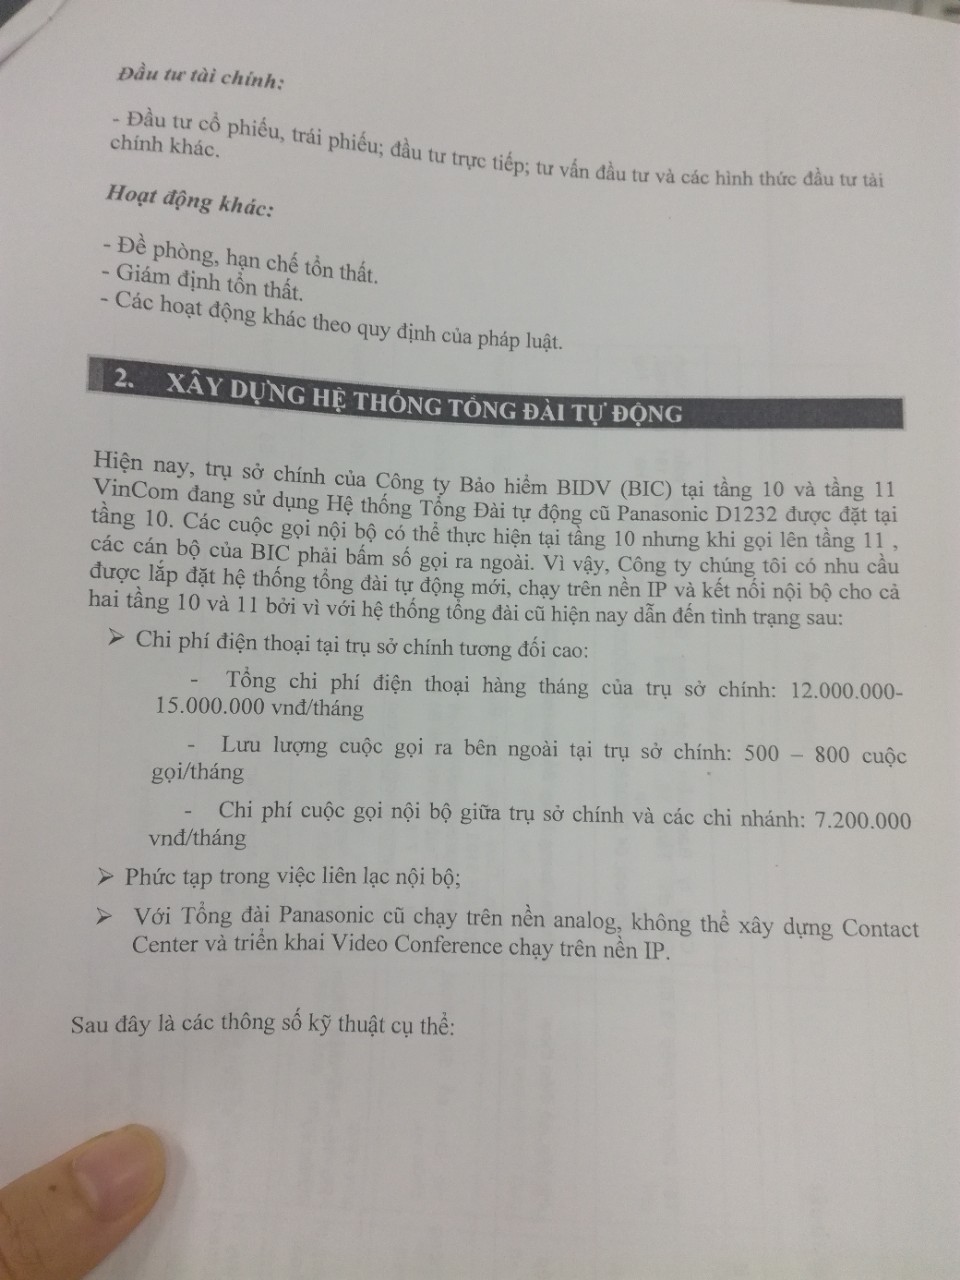 Đầu tư tài chính:
- Đầu tư cổ phiếu, trái phiếu; đầu tư trực tiếp; tư vấn đầu tư và các hình thức đầu tư tài
chính khác.
Hoạt động khác:
- Đề phòng, hạn chế tổn thất.
- Giám định tổn thất.
- Các hoạt động khác theo quy định của pháp luật.
2. XÂY DỰNG HỆ THỐNG TỔNG ĐÀI TỰ ĐỘNG
Hiện nay, trụ sở chính của Công ty Bảo hiểm BIDV (BIC) tại tầng 10 và tầng 11
VinCom đang sử dụng Hệ thống Tổng Đài tự động cũ Panasonic D1232 được đặt tại
tầng 10. Các cuộc gọi nội bộ có thể thực hiện tại tầng 10 nhưng khi gọi lên tầng 11 ,
các cán bộ của BIC phải bấm số gọi ra ngoài. Vì vậy, Công ty chúng tôi có nhu cầu
được lắp đặt hệ thống tổng đài tự động mới, chạy trên nền IP và kết nối nội bộ cho cả
hai tầng 10 và 11 bởi vì với hệ thống tổng đài cũ hiện nay dẫn đến tình trạng sau:
➢ Chi phí điện thoại tại trụ sở chính tương đối cao:
- Tổng chi phí điện thoại hàng tháng của trụ sở chính: 12.000.000-
15.000.000 vnđ/tháng
- Lưu lượng cuộc gọi ra bên ngoài tại trụ sở chính: 500 – 800 cuộc
gọi/tháng
- Chi phí cuộc gọi nội bộ giữa trụ sở chính và các chi nhánh: 7.200.000
vnđ/tháng
➢ Phức tạp trong việc liên lạc nội bộ;
➢ Với Tổng đài Panasonic cũ chạy trên nền analog, không thể xây dựng Contact
Center và triển khai Video Conference chạy trên nền IP.
Sau đây là các thông số kỹ thuật cụ thể: